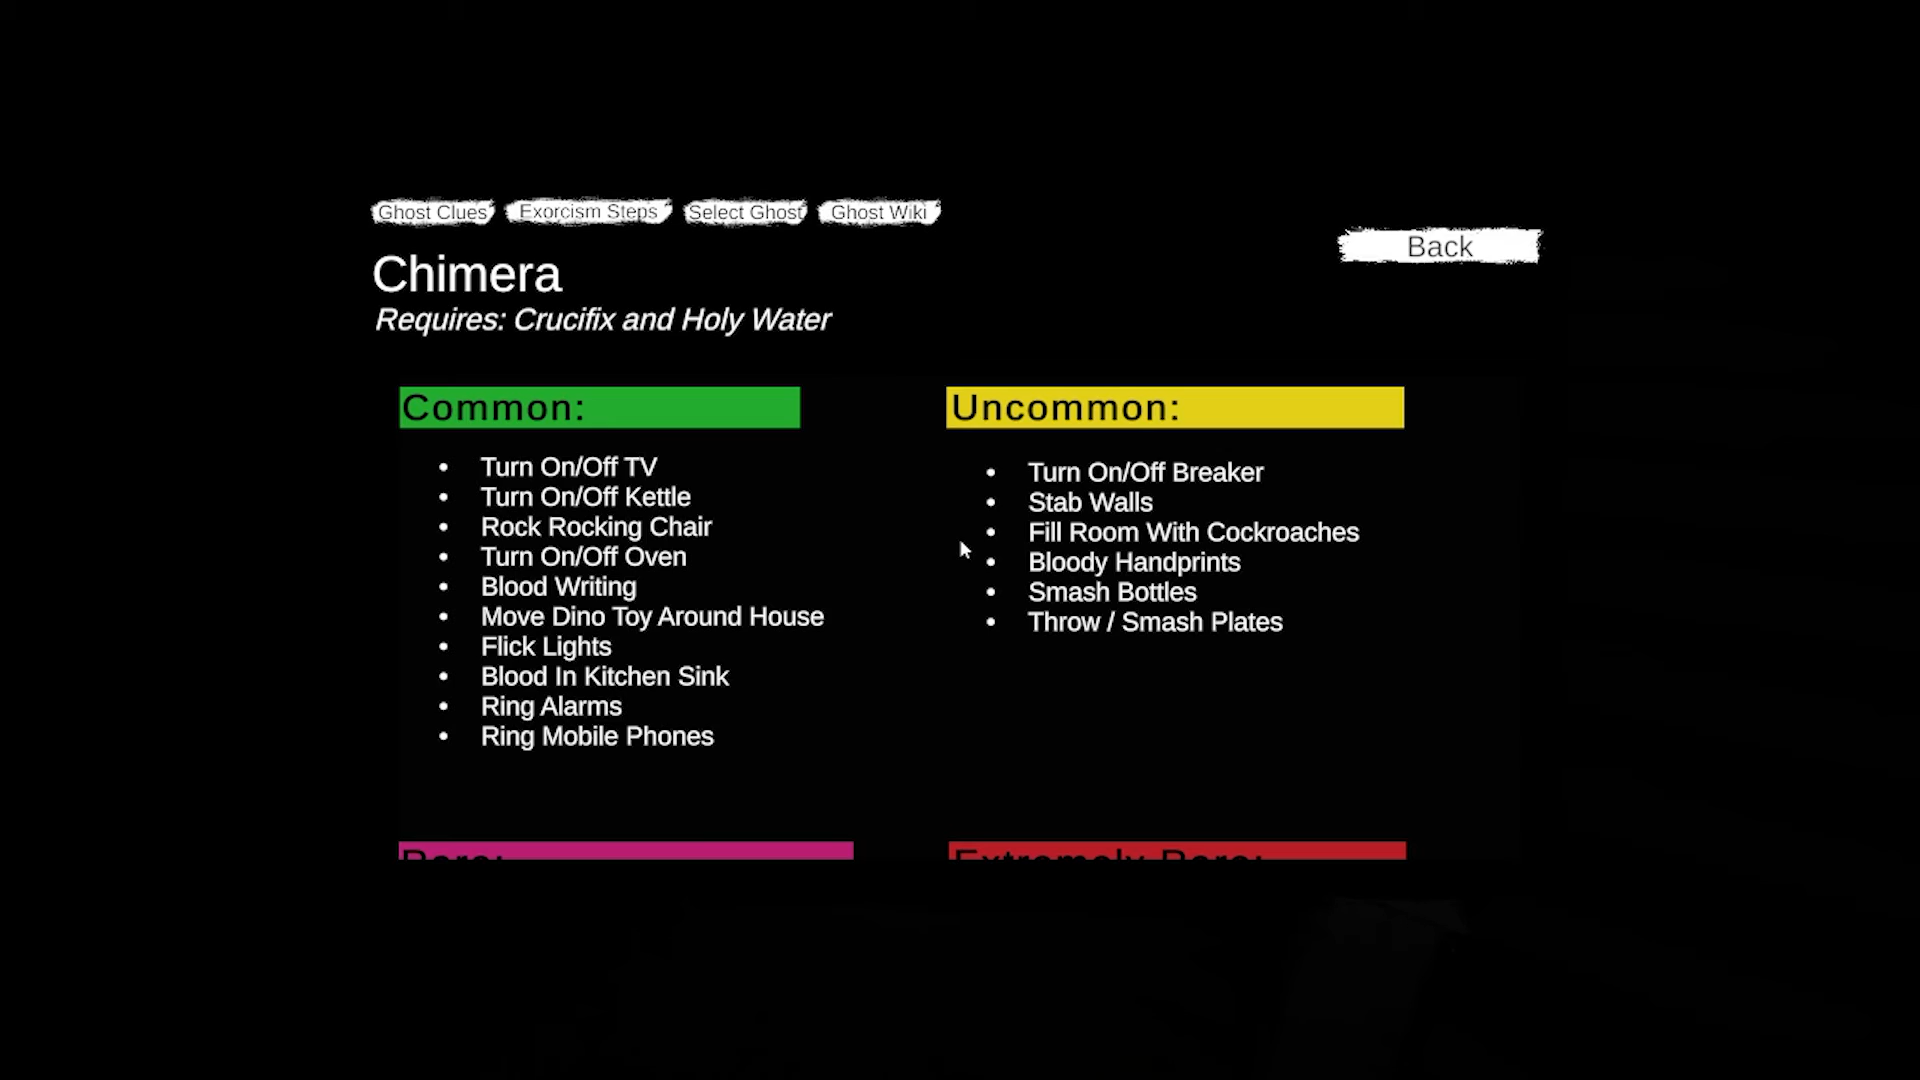 Ghost Clues Exorcism Steps Select Ghost Ghost Wiki
Back
Chimera
Requires: Crucifix and Holy Water
Common:
• Turn On/Off TV
• Turn On/Off Kettle
• Rock Rocking Chair
• Turn On/Off Oven
• Blood Writing
• Move Dino Toy Around House
• Flick Lights
• Blood In Kitchen Sink
• Ring Alarms
• Ring Mobile Phones
Uncommon:
• Turn On/Off Breaker
• Stab Walls
• Fill Room With Cockroaches
• Bloody Handprints
• Smash Bottles
• Throw / Smash Plates
Rare:
Extremely Rare: